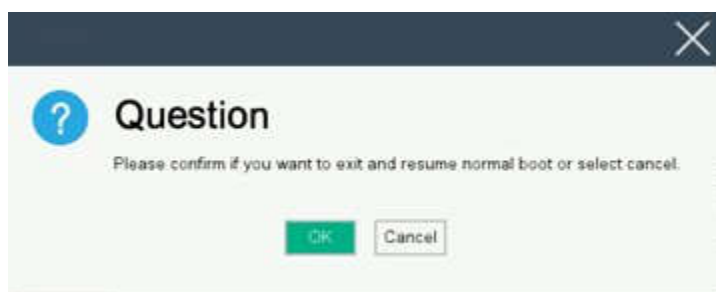 Question
Please confirm if you want to exit and resume normal boot or select cancel.
OK
Cancel